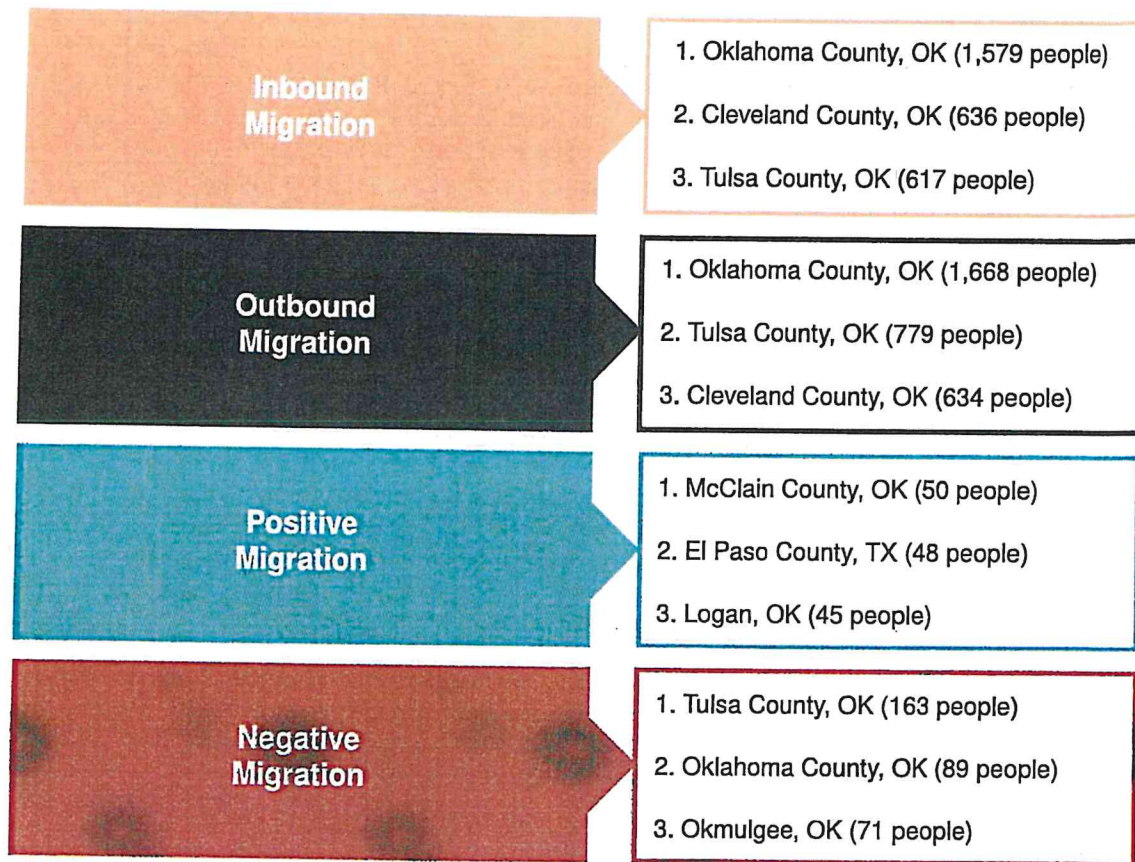 Inbound
Migration
1. Oklahoma County, OK (1,579 people)
2. Cleveland County, OK (636 people)
3. Tulsa County, OK (617 people)
Outbound
Migration
1. Oklahoma County, OK (1,668 people)
2. Tulsa County, OK (779 people)
3. Cleveland County, OK (634 people)
Positive
Migration
1. McClain County, OK (50 people)
2. El Paso County, TX (48 people)
3. Logan, OK (45 people)
Negative
Migration
1. Tulsa County, OK (163 people)
2. Oklahoma County, OK (89 people)
3. Okmulgee, OK (71 people)